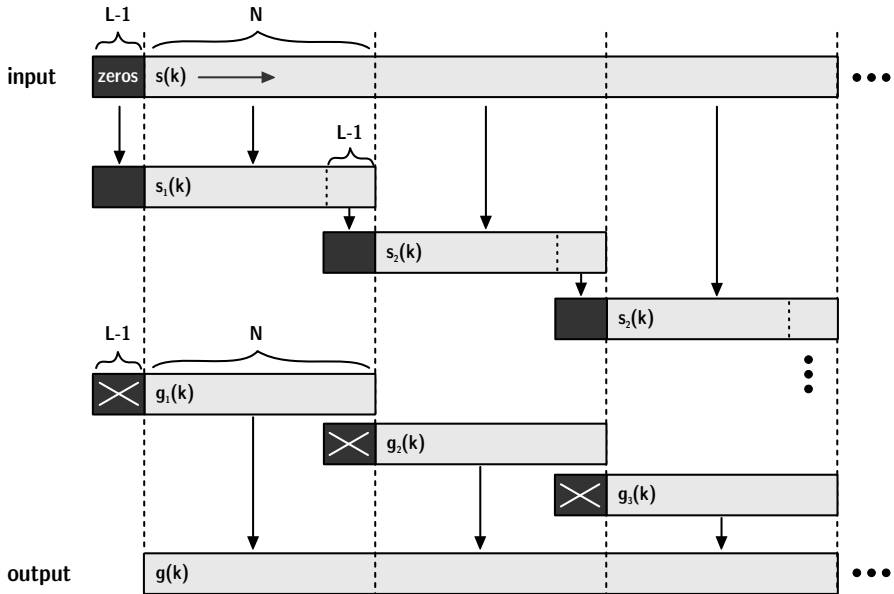 L-1 N
input zeros s(k)
L-1
s₁(k)
s₂(k)
s₂(k)
L-1 N
g₁(k)
g₂(k)
g₃(k)
output g(k)